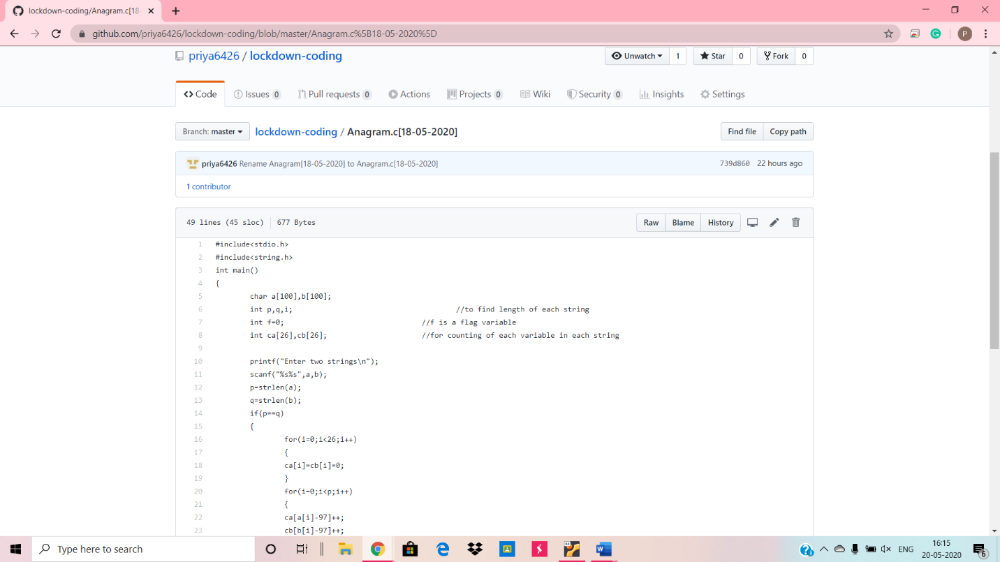 lockdown-coding/Anagram.c[18-
github.com/priya6426/lockdown-coding/blob/master/Anagram.c%5B18-05-2020%5D
P
priya6426 / lockdown-coding
Unwatch 1 Star 0 Fork 0
Code Issues 0 Pull requests 0 Actions Projects 0 Wiki Security 0 Insights Settings
Branch: master lockdown-coding / Anagram.c[18-05-2020] Find file Copy path
priya6426 Rename Anagram[18-05-2020] to Anagram.c[18-05-2020] 739d860 22 hours ago
1 contributor
49 lines (45 sloc) 677 Bytes Raw Blame History
1 #include<stdio.h>
2 #include<string.h>
3 int main()
4 {
5 char a[100],b[100];
6 int p,q,i; //to find length of each string
7 int f=0; //f is a flag variable
8 int ca[26],cb[26]; //for counting of each variable in each string
9
10 printf("Enter two strings\n");
11 scanf("%s%s",a,b);
12 p=strlen(a);
13 q=strlen(b);
14 if(p==q)
15 {
16 for(i=0;i<26;i++)
17 {
18 ca[i]=cb[i]=0;
19 }
20 for(i=0;i<p;i++)
21 {
22 ca[a[i]-97]++;
23 cb[b[i]-97]++;
Type here to search
ENG
16:15
20-05-2020
6